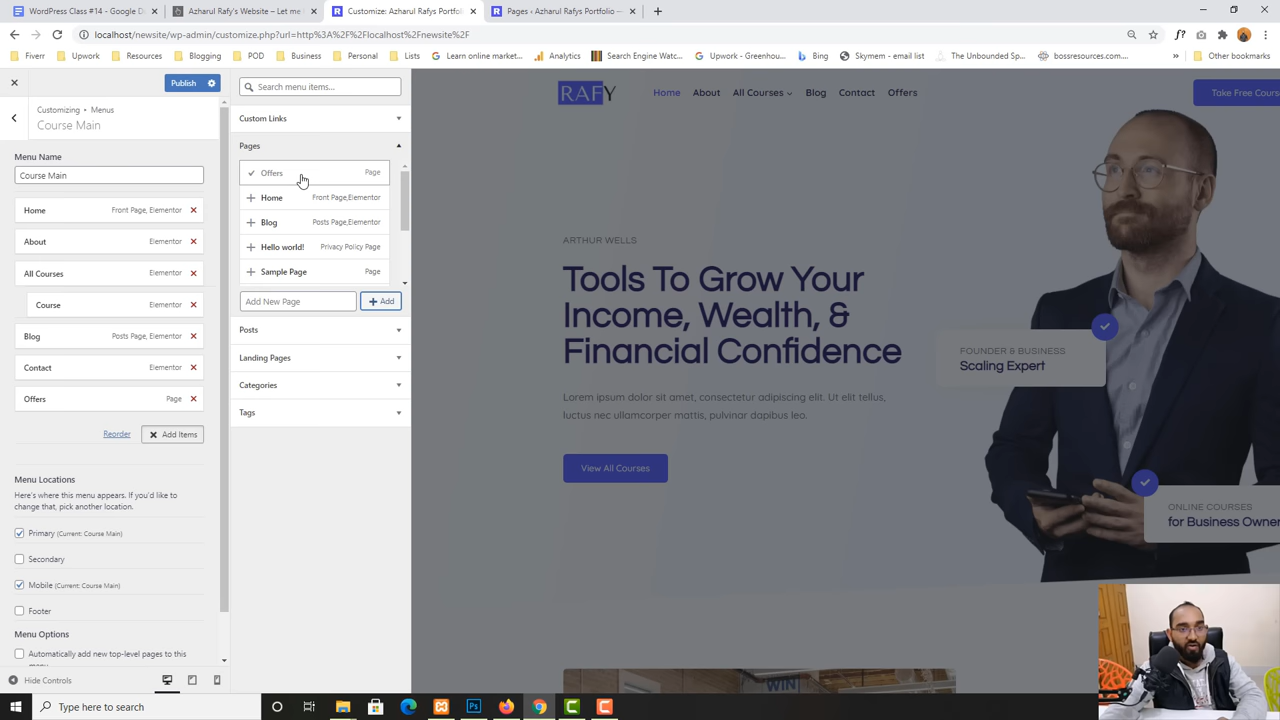 WordPress Class #14 - Google D
Azharul Rafy's Website – Let me
Customize: Azharul Rafys Portfol
Pages ‹ Azharul Rafys Portfolio —
localhost/newsite/wp-admin/customize.php?url=http%3A%2F%2Flocalhost%2Fnewsite%2F
Fiverr
Upwork
Resources
Blogging
POD
Business
Personal
Lists
Learn online market...
Analytics
Search Engine Watc...
Upwork - Greenhou...
Bing
Skymem - email list
The Unbounded Sp...
bossresources.com...
Other bookmarks
Publish
Customizing ▸ Menus
Course Main
Menu Name
Course Main
Home Front Page, Elementor
About Elementor
All Courses Elementor
Course Elementor
Blog Posts Page, Elementor
Contact Elementor
Offers Page
Reorder
Add Items
Menu Locations
Here's where this menu appears. If you'd like to
change that, pick another location.
Primary (Current: Course Main)
Secondary
Mobile (Current: Course Main)
Footer
Menu Options
Automatically add new top-level pages to this
Hide Controls
Search menu items...
Custom Links
Pages
Offers Page
Home Front Page,Elementor
Blog Posts Page,Elementor
Hello world! Privacy Policy Page
Sample Page Page
Add New Page
Add
Posts
Landing Pages
Categories
Tags
RAFY
Home
About
All Courses
Blog
Contact
Offers
Take Free Cours
ARTHUR WELLS
Tools To Grow Your
Income, Wealth, &
Financial Confidence
Lorem ipsum dolor sit amet, consectetur adipiscing elit. Ut elit tellus,
luctus nec ullamcorper mattis, pulvinar dapibus leo.
View All Courses
FOUNDER & BUSINESS
Scaling Expert
ONLINE COURSES
for Business Owner
WIN
Type here to search